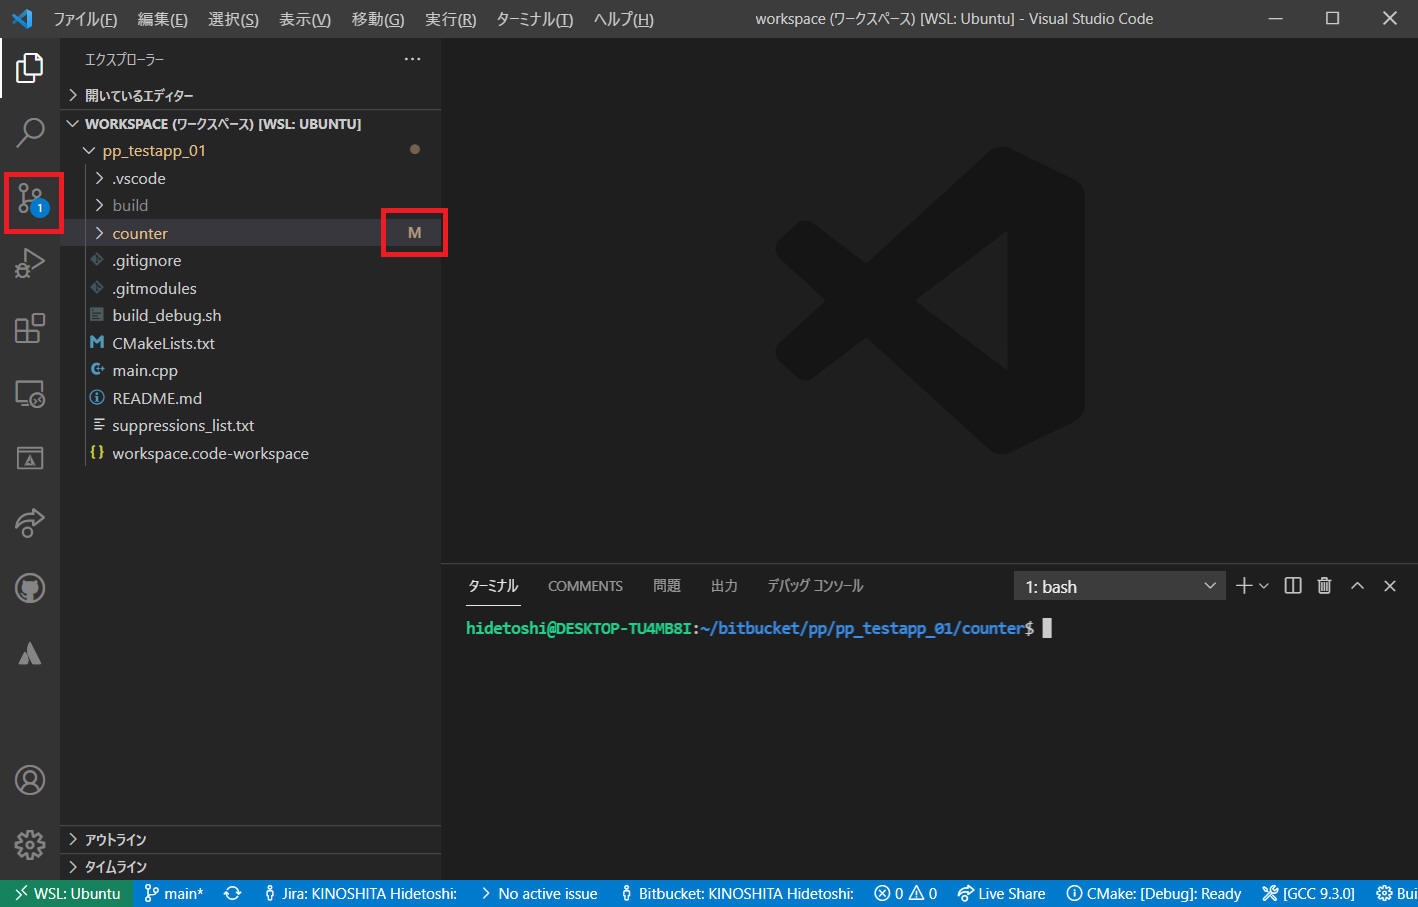 ファイル(F) 編集(E) 選択(S) 表示(V) 移動(G) 実行(R) ターミナル(T) ヘルプ(H) workspace (ワークスペース) [WSL: Ubuntu] - Visual Studio Code
エクスプローラー
開いているエディター
WORKSPACE (ワークスペース) [WSL: UBUNTU]
pp_testapp_01
.vscode
1
build
counter M
.gitignore
.gitmodules
build_debug.sh
CMakeLists.txt
main.cpp
README.md
suppressions_list.txt
workspace.code-workspace
ターミナル COMMENTS 問題 出力 デバッグ コンソール 1: bash
hidetoshi@DESKTOP-TU4MB8I:~/bitbucket/pp/pp_testapp_01/counter$
アウトライン
タイムライン
WSL: Ubuntu main* Jira: KINOSHITA Hidetoshi: No active issue Bitbucket: KINOSHITA Hidetoshi: 0 0 Live Share CMake: [Debug]: Ready [GCC 9.3.0] Bui